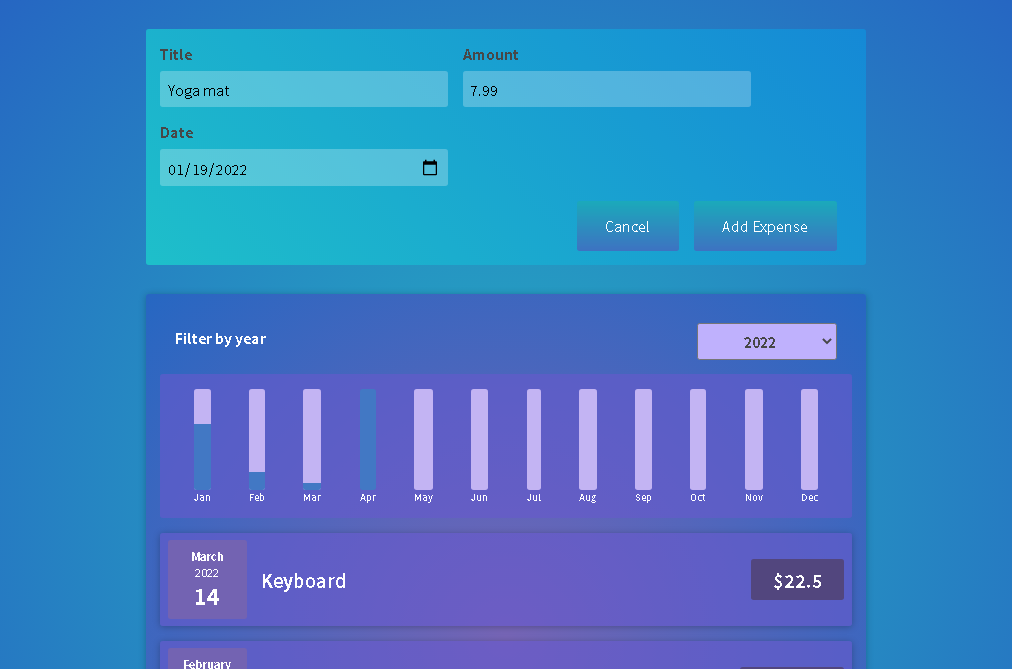 Title Amount
Yoga mat 7.99
Date
01/19/2022
Cancel Add Expense
Filter by year 2022
Jan Feb Mar Apr May Jun Jul Aug Sep Oct Nov Dec
March
2022
14
Keyboard
$22.5
February